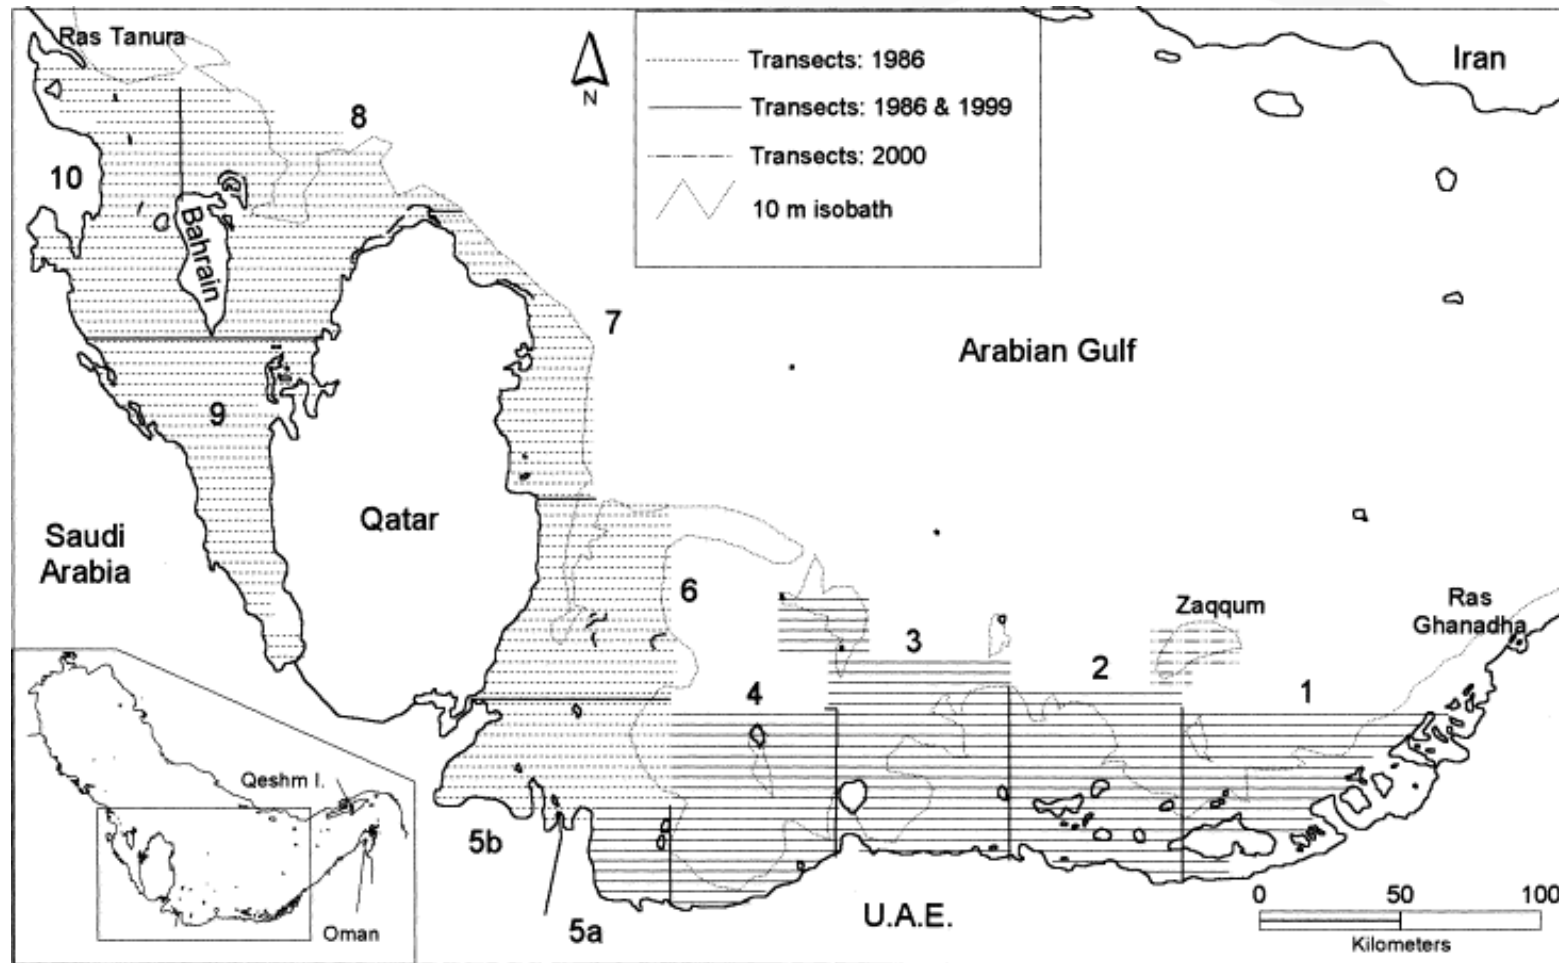 Ras Tanura
N
Transects: 1986
Transects: 1986 & 1999
Transects: 2000
10 m isobath
Iran
8
10
Bahrain
7
Arabian Gulf
9
Qatar
Saudi
Arabia
6
Zaqqum
Ras
Ghanadha
3
2
4
1
Qeshm I.
5b
5a
U.A.E.
Oman
0
50
100
Kilometers